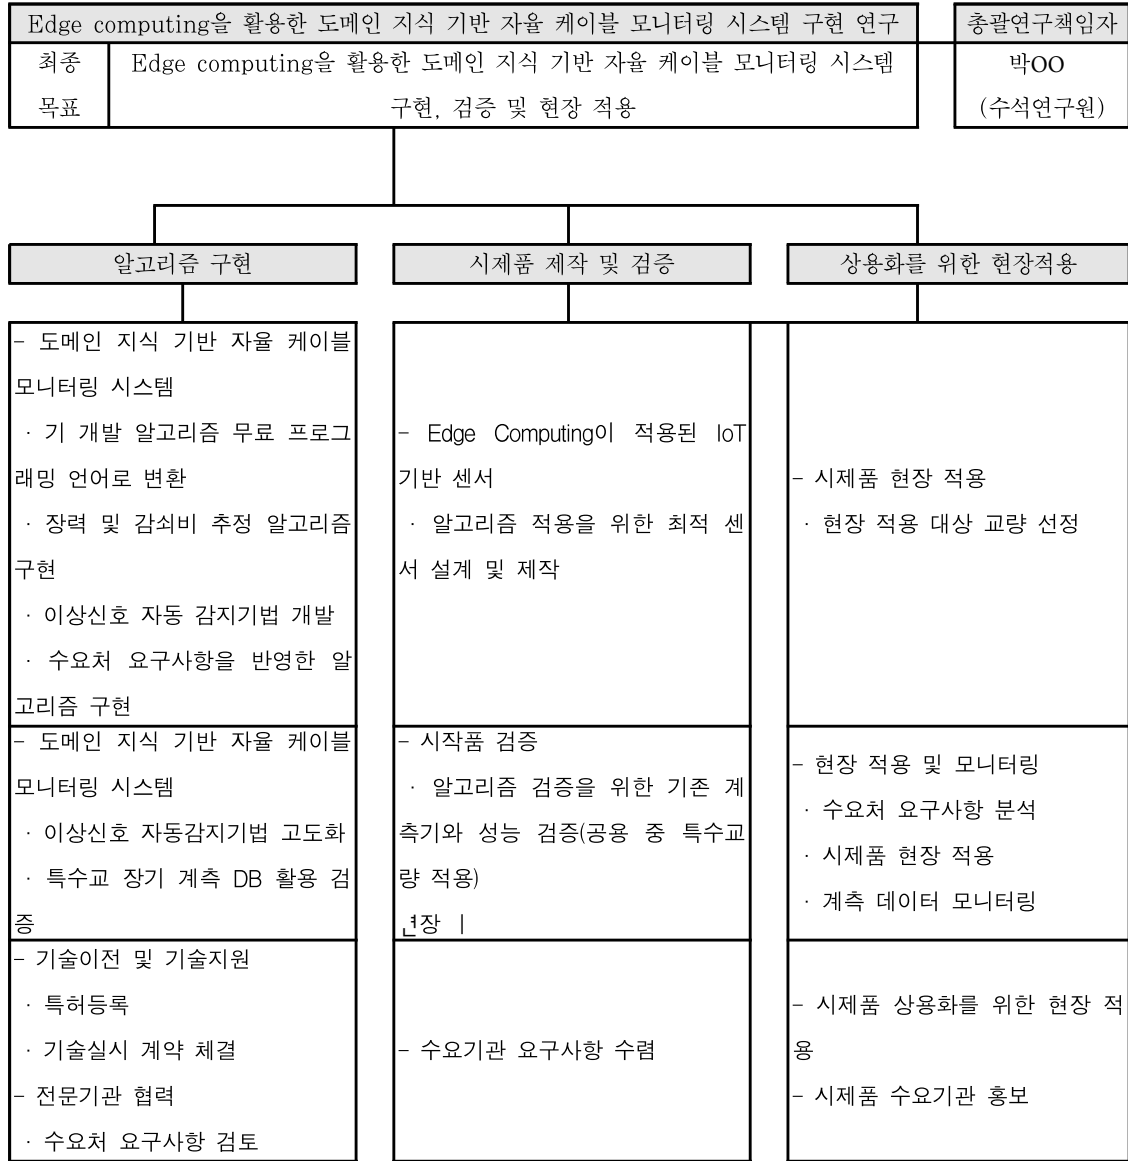 Edge computing을 활용한 도메인 지식 기반 자율 케이블 모니터링 시스템 구현 연구
총괄연구책임자
최종
목표
Edge computing을 활용한 도메인 지식 기반 자율 케이블 모니터링 시스템
구현, 검증 및 현장 적용
박OO
(수석연구원)
알고리즘 구현
시제품 제작 및 검증
상용화를 위한 현장적용
- 도메인 지식 기반 자율 케이블
모니터링 시스템
· 기 개발 알고리즘 무료 프로그
래밍 언어로 변환
· 장력 및 감쇠비 추정 알고리즘
구현
· 이상신호 자동 감지기법 개발
· 수요처 요구사항을 반영한 알
고리즘 구현
- Edge Computing이 적용된 IoT
기반 센서
· 알고리즘 적용을 위한 최적 센
서 설계 및 제작
- 시제품 현장 적용
· 현장 적용 대상 교량 선정
- 도메인 지식 기반 자율 케이블
모니터링 시스템
· 이상신호 자동감지기법 고도화
· 특수교 장기 계측 DB 활용 검
증
- 시작품 검증
· 알고리즘 검증을 위한 기존 계
측기와 성능 검증(공용 중 특수교
량 적용)
- 현장 적용 및 모니터링
· 수요처 요구사항 분석
· 시제품 현장 적용
· 계측 데이터 모니터링
- 기술이전 및 기술지원
· 특허등록
· 기술실시 계약 체결
- 전문기관 협력
· 수요처 요구사항 검토
- 수요기관 요구사항 수렴
- 시제품 상용화를 위한 현장 적
용
- 시제품 수요기관 홍보